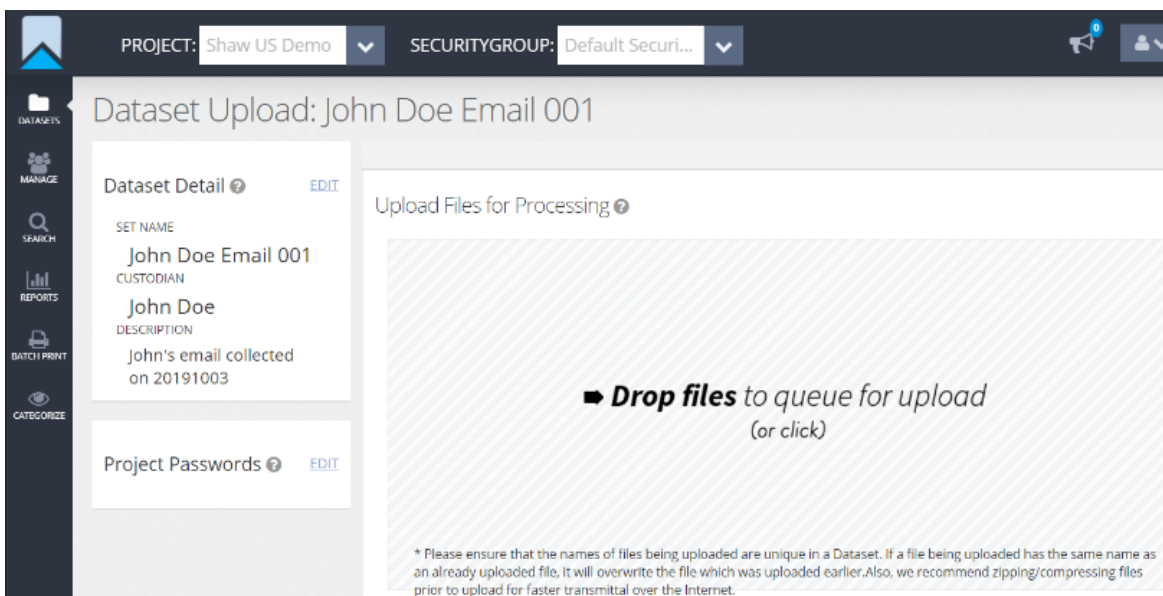 PROJECT: Shaw US Demo SECURITYGROUP: Default Securi... 0
DATASETS
MANAGE
SEARCH
REPORTS
BATCH PRINT
CATEGORIZE
Dataset Upload: John Doe Email 001
Dataset Detail ? EDIT
SET NAME
John Doe Email 001
CUSTODIAN
John Doe
DESCRIPTION
John's email collected
on 20191003
Project Passwords ? EDIT
Upload Files for Processing ?
Drop files to queue for upload
(or click)
* Please ensure that the names of files being uploaded are unique in a Dataset. If a file being uploaded has the same name as
an already uploaded file, it will overwrite the file which was uploaded earlier.Also, we recommend zipping/compressing files
prior to upload for faster transmittal over the Internet.